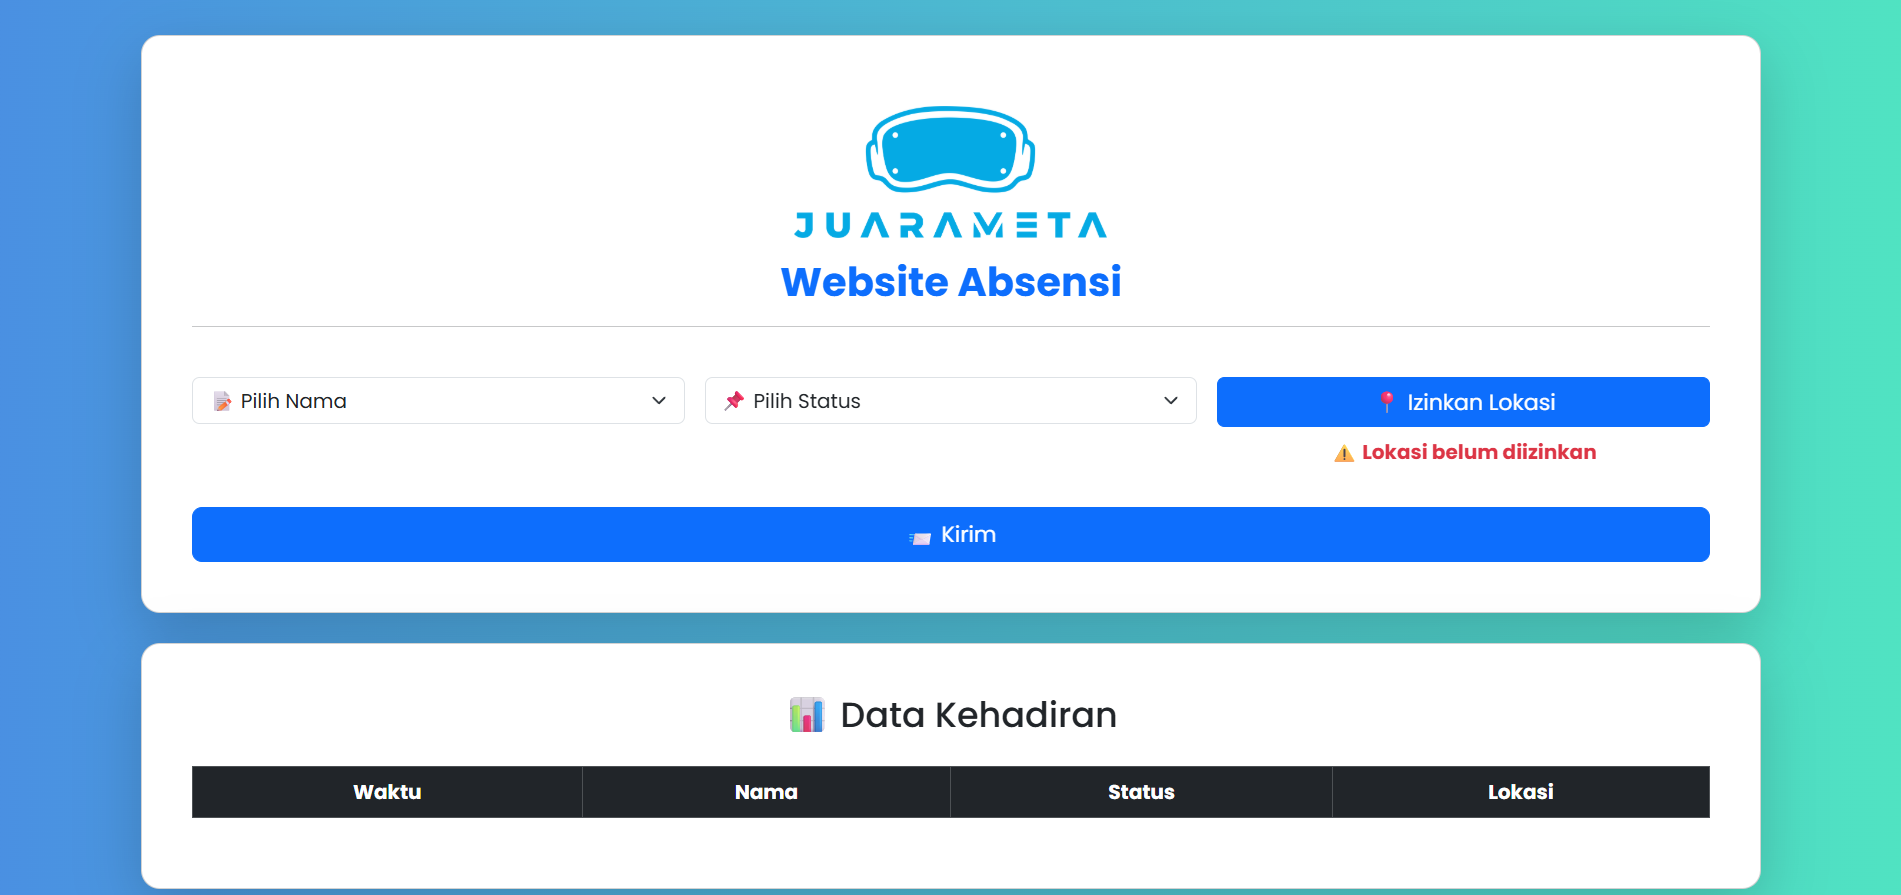 JUARAMETA
Website Absensi
Pilih Nama
Pilih Status
Izinkan Lokasi
Lokasi belum diizinkan
Kirim
Data Kehadiran
Waktu Nama Status Lokasi